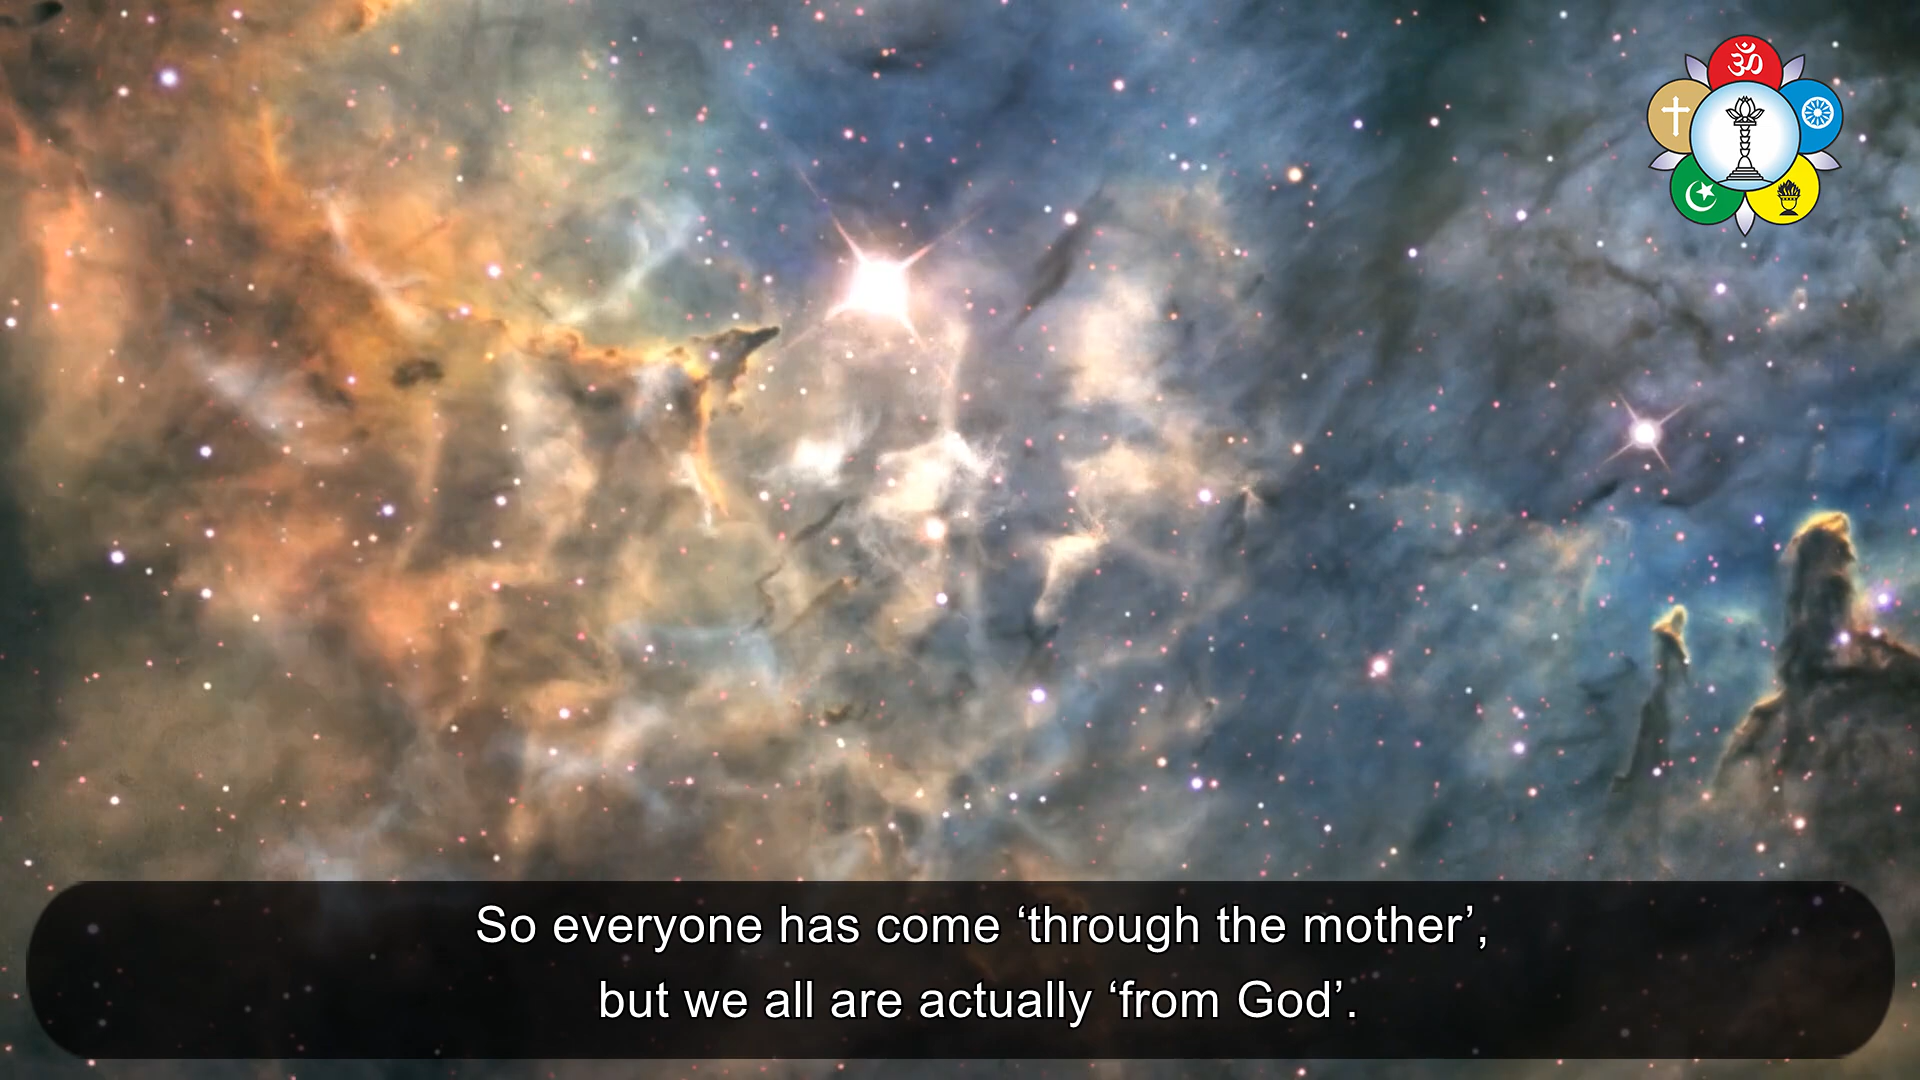 ॐ
So everyone has come ‘through the mother’,
but we all are actually ‘from God’.